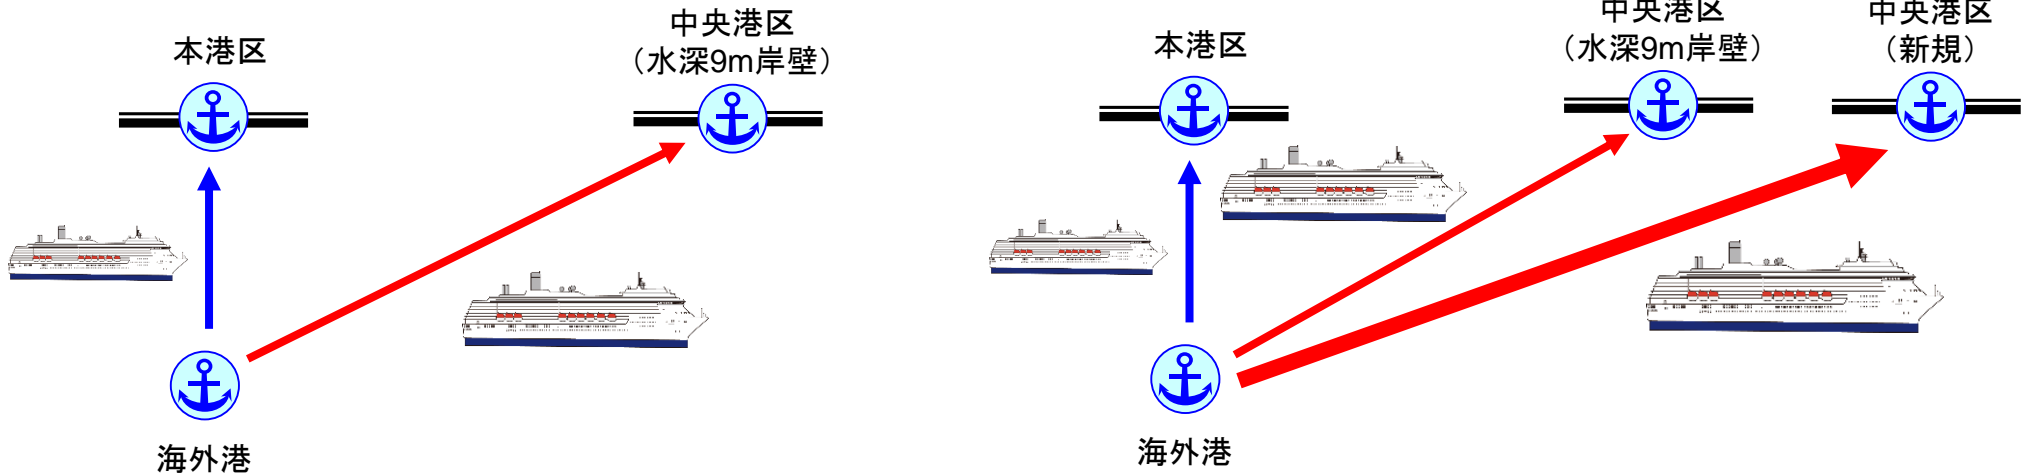 本港区
中央港区
（水深9m岸壁）
海外港
本港区
中央港区
（水深9m岸壁）
中央港区
（新規）
海外港